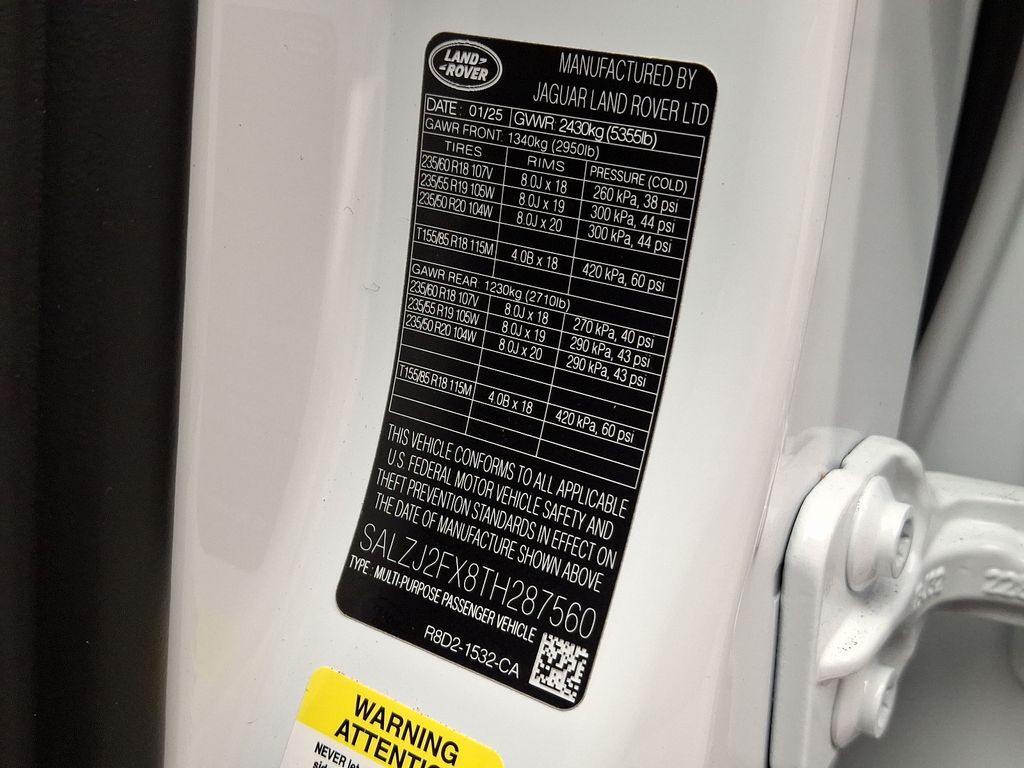 LAND-
-ROVER
MANUFACTURED BY
JAGUAR LAND ROVER LTD
DATE: 01/25 GVWR: 2430kg (5355lb)
GAWR FRONT: 1340kg (2950lb)
TIRES RIMS PRESSURE (COLD)
235/60 R18 107V 8.0J x 18 260 kPa, 38 psi
235/55 R19 105W 8.0J x 19 300 kPa, 44 psi
235/50 R20 104W 8.0J x 20 300 kPa, 44 psi
T155/85 R18 115M 4.0B x 18 420 kPa, 60 psi
GAWR REAR: 1230kg (2710lb)
235/60 R18 107V 8.0J x 18 270 kPa, 40 psi
235/55 R19 105W 8.0J x 19 290 kPa, 43 psi
235/50 R20 104W 8.0J x 20 290 kPa, 43 psi
T155/85 R18 115M 4.0B x 18 420 kPa, 60 psi
THIS VEHICLE CONFORMS TO ALL APPLICABLE
U.S. FEDERAL MOTOR VEHICLE SAFETY AND
THEFT PREVENTION STANDARDS IN EFFECT ON
THE DATE OF MANUFACTURE SHOWN ABOVE
SALZJ2FX8TH287560
TYPE: MULTI-PURPOSE PASSENGER VEHICLE
R8D2-1532-CA
WARNING
ATTENTIO
NEVER let